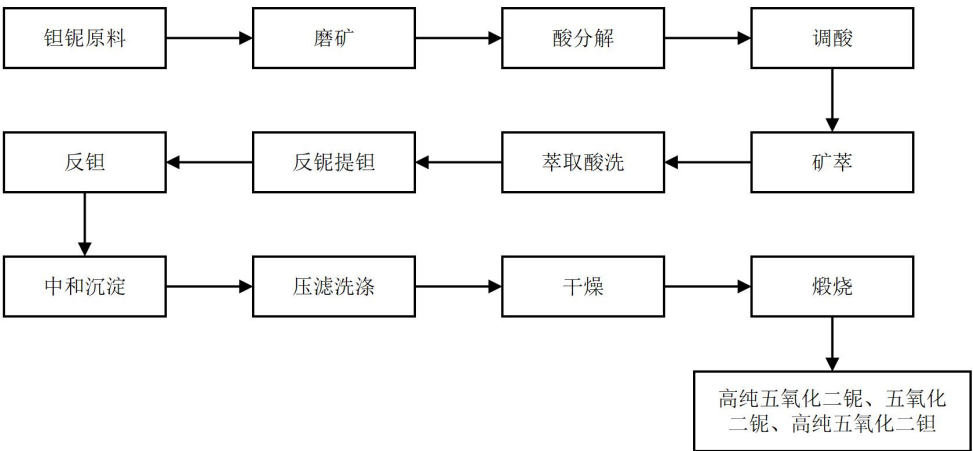 钽铌原料
磨矿
酸分解
调酸
矿萃
萃取酸洗
反铌提钽
反钽
中和沉淀
压滤洗涤
干燥
煅烧
高纯五氧化二铌、五氧化
二铌、高纯五氧化二钽